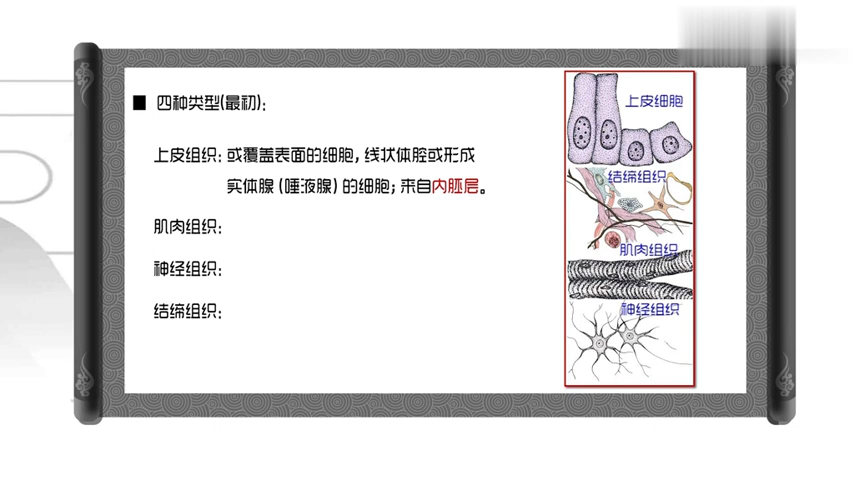 ■ 四种类型(最初):
上皮组织: 或覆盖表面的细胞, 线状体腔或形成
实体腺 (唾液腺) 的细胞; 来自内胚层。
肌肉组织:
神经组织:
结缔组织:
上皮细胞
结缔组织
肌肉组织
神经组织